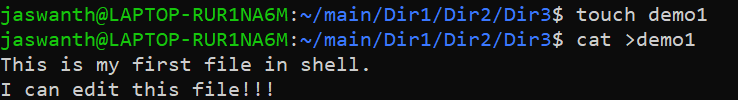 jaswanth@LAPTOP-RUR1NA6M:~/main/Dir1/Dir2/Dir3$ touch demo1
jaswanth@LAPTOP-RUR1NA6M:~/main/Dir1/Dir2/Dir3$ cat >demo1
This is my first file in shell.
I can edit this file!!!